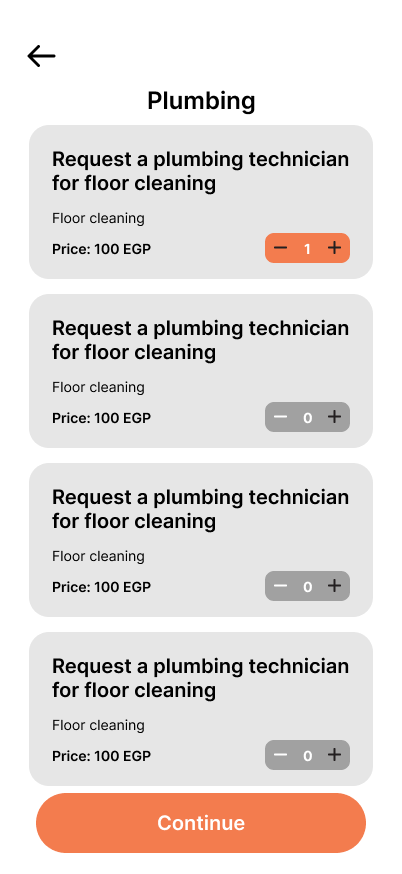 Plumbing
Request a plumbing technician
for floor cleaning
Floor cleaning
Price: 100 EGP
1
Request a plumbing technician
for floor cleaning
Floor cleaning
Price: 100 EGP
0
Request a plumbing technician
for floor cleaning
Floor cleaning
Price: 100 EGP
0
Request a plumbing technician
for floor cleaning
Floor cleaning
Price: 100 EGP
0
Continue